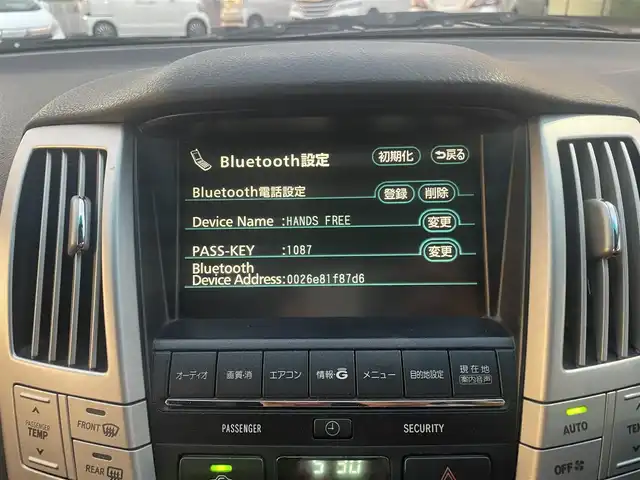 Bluetooth設定 初期化 戻る
Bluetooth電話設定 登録 削除
Device Name :HANDS FREE 変更
PASS-KEY :1087 変更
Bluetooth
Device Address:0026e81f87d6
オーディオ 画質・消 エアコン 情報・G メニュー 目的地設定 現在地
案内音声
PASSENGER SECURITY
PASSENGER
TEMP
FRONT
REAR
AUTO
OFF